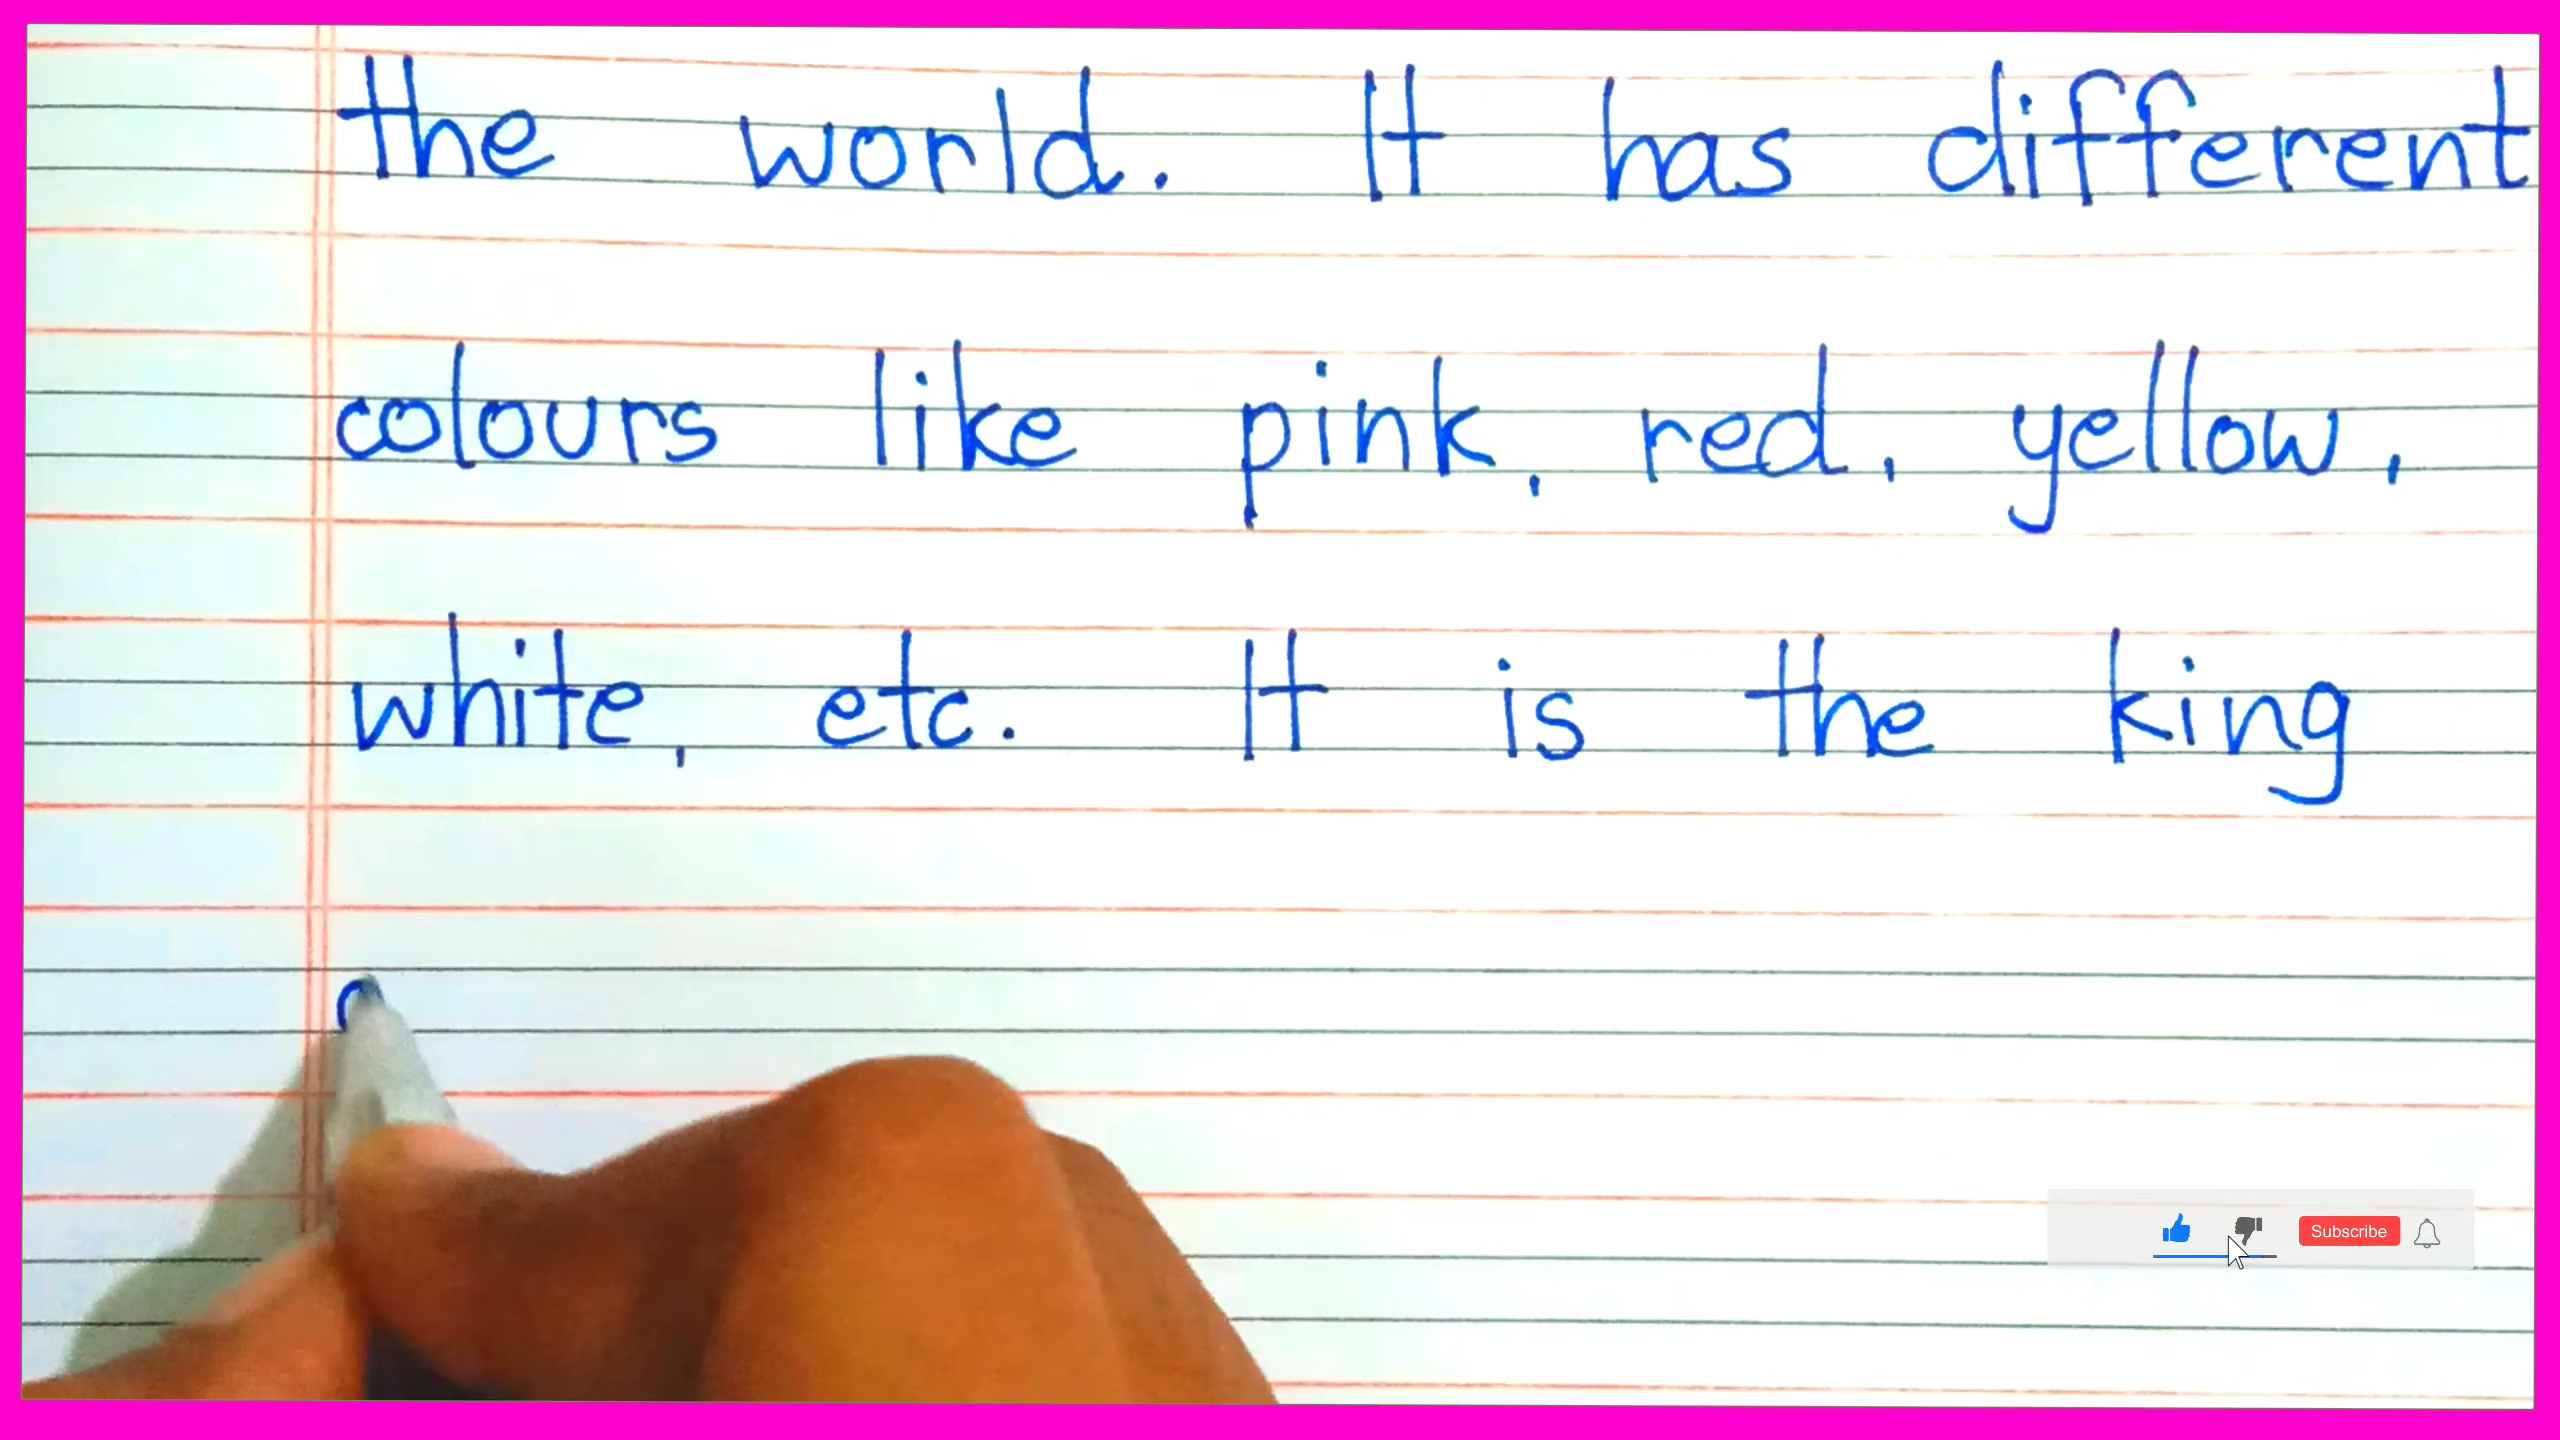 the world. It has different
colours like pink, red, yellow,
white, etc. It is the king
Subscribe